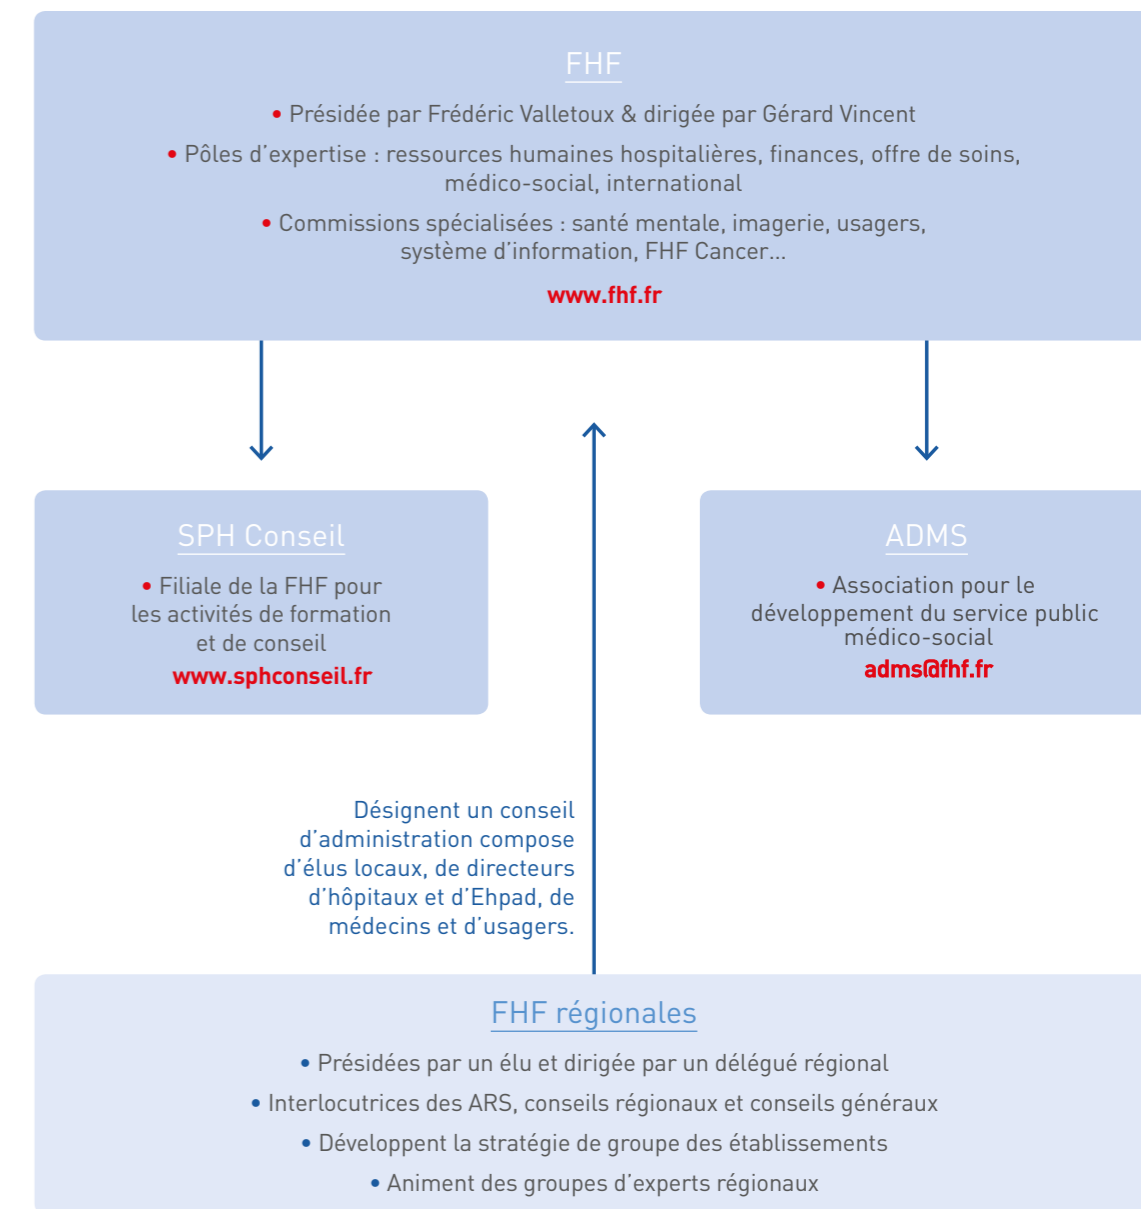 FHF
• Présidée par Frédéric Valletoux & dirigée par Gérard Vincent
• Pôles d’expertise : ressources humaines hospitalières, finances, offre de soins,
médico-social, international
• Commissions spécialisées : santé mentale, imagerie, usagers,
système d’information, FHF Cancer...
www.fhf.fr
SPH Conseil
• Filiale de la FHF pour
les activités de formation
et de conseil
www.sphconseil.fr
ADMS
• Association pour le
développement du service public
médico-social
adms@fhf.fr
Désignent un conseil
d’administration compose
d’élus locaux, de directeurs
d’hôpitaux et d’Ehpad, de
médecins et d’usagers.
FHF régionales
• Présidées par un élu et dirigée par un délégué régional
• Interlocutrices des ARS, conseils régionaux et conseils généraux
• Développent la stratégie de groupe des établissements
• Animent des groupes d’experts régionaux